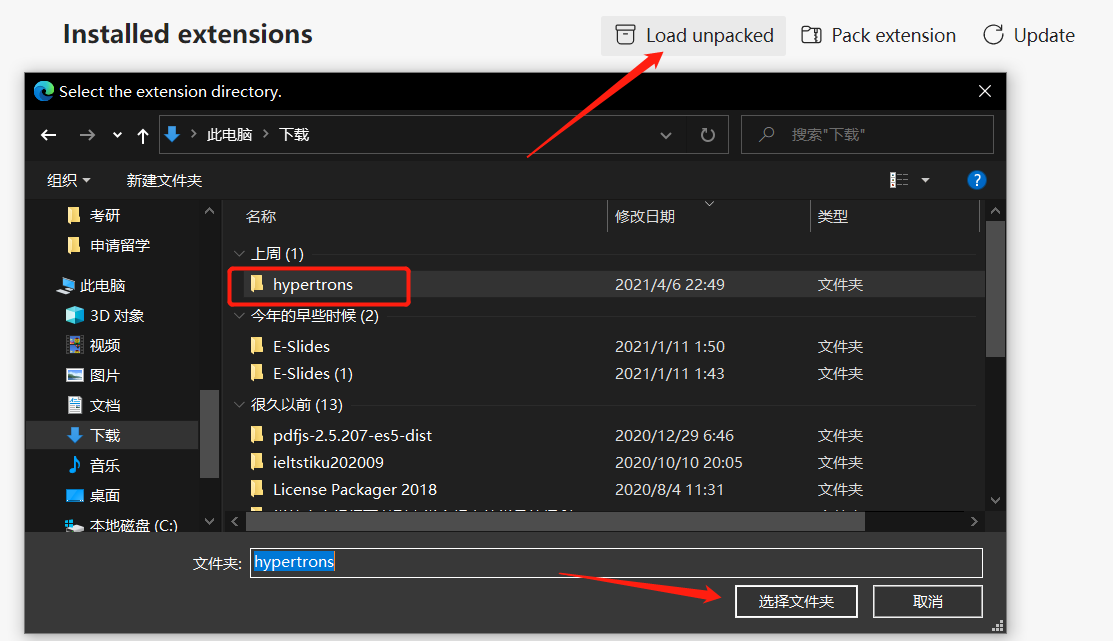 Installed extensions
Load unpacked
Pack extension
Update
Select the extension directory.
此电脑 下载
搜索"下载"
组织
新建文件夹
?
考研
申请留学
此电脑
3D 对象
视频
图片
文档
下载
音乐
桌面
本地磁盘 (C:)
名称 修改日期 类型
上周 (1)
hypertrons 2021/4/6 22:49 文件夹
今年的早些时候 (2)
E-Slides 2021/1/11 1:50 文件夹
E-Slides (1) 2021/1/11 1:43 文件夹
很久以前 (13)
pdfjs-2.5.207-es5-dist 2020/12/29 6:46 文件夹
ieltstiku202009 2020/10/10 20:05 文件夹
License Packager 2018 2020/8/4 11:31 文件夹
文件夹: hypertrons
选择文件夹 取消